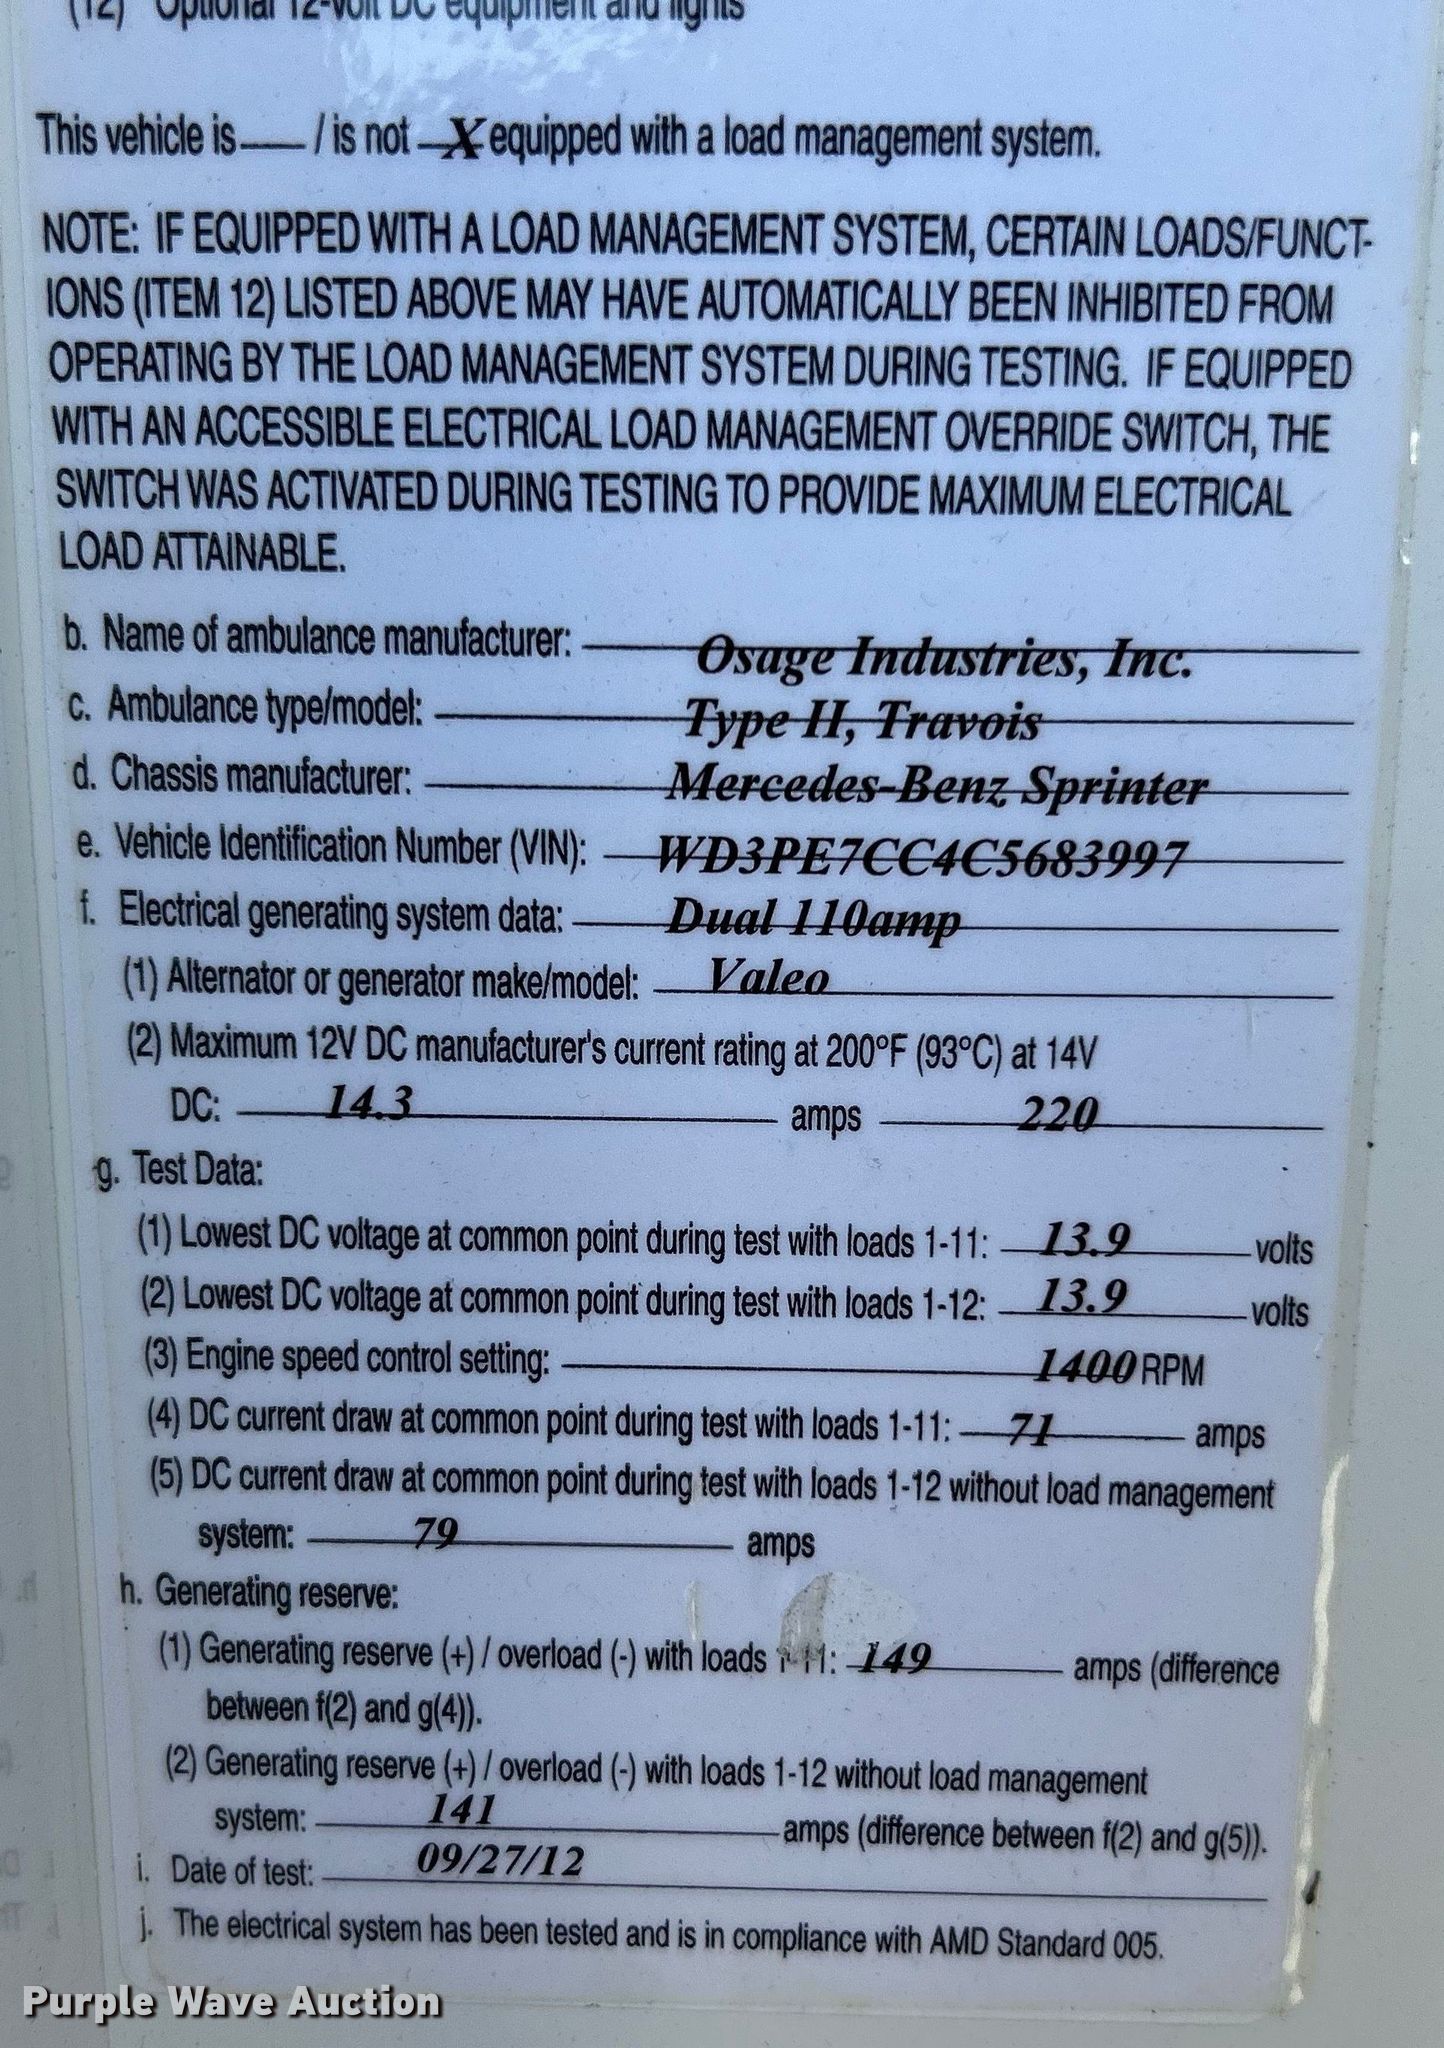 (12) Optional 12-volt DC equipment and lights
This vehicle is ___ / is not _X_ equipped with a load management system.
NOTE: IF EQUIPPED WITH A LOAD MANAGEMENT SYSTEM, CERTAIN LOADS/FUNCT-
IONS (ITEM 12) LISTED ABOVE MAY HAVE AUTOMATICALLY BEEN INHIBITED FROM
OPERATING BY THE LOAD MANAGEMENT SYSTEM DURING TESTING. IF EQUIPPED
WITH AN ACCESSIBLE ELECTRICAL LOAD MANAGEMENT OVERRIDE SWITCH, THE
SWITCH WAS ACTIVATED DURING TESTING TO PROVIDE MAXIMUM ELECTRICAL
LOAD ATTAINABLE.
b. Name of ambulance manufacturer: Osage Industries, Inc.
c. Ambulance type/model: Type II, Travois
d. Chassis manufacturer: Mercedes-Benz Sprinter
e. Vehicle Identification Number (VIN): WD3PE7CC4C5683997
f. Electrical generating system data: Dual 110amp
(1) Alternator or generator make/model: Valeo
(2) Maximum 12V DC manufacturer's current rating at 200°F (93°C) at 14V
DC: 14.3 amps 220
g. Test Data:
(1) Lowest DC voltage at common point during test with loads 1-11: 13.9 volts
(2) Lowest DC voltage at common point during test with loads 1-12: 13.9 volts
(3) Engine speed control setting: 1400 RPM
(4) DC current draw at common point during test with loads 1-11: 71 amps
(5) DC current draw at common point during test with loads 1-12 without load management
system: 79 amps
h. Generating reserve:
(1) Generating reserve (+) / overload (-) with loads 1-11: 149 amps (difference
between f(2) and g(4)).
(2) Generating reserve (+) / overload (-) with loads 1-12 without load management
system: 141 amps (difference between f(2) and g(5)).
i. Date of test: 09/27/12
j. The electrical system has been tested and is in compliance with AMD Standard 005.
Purple Wave Auction